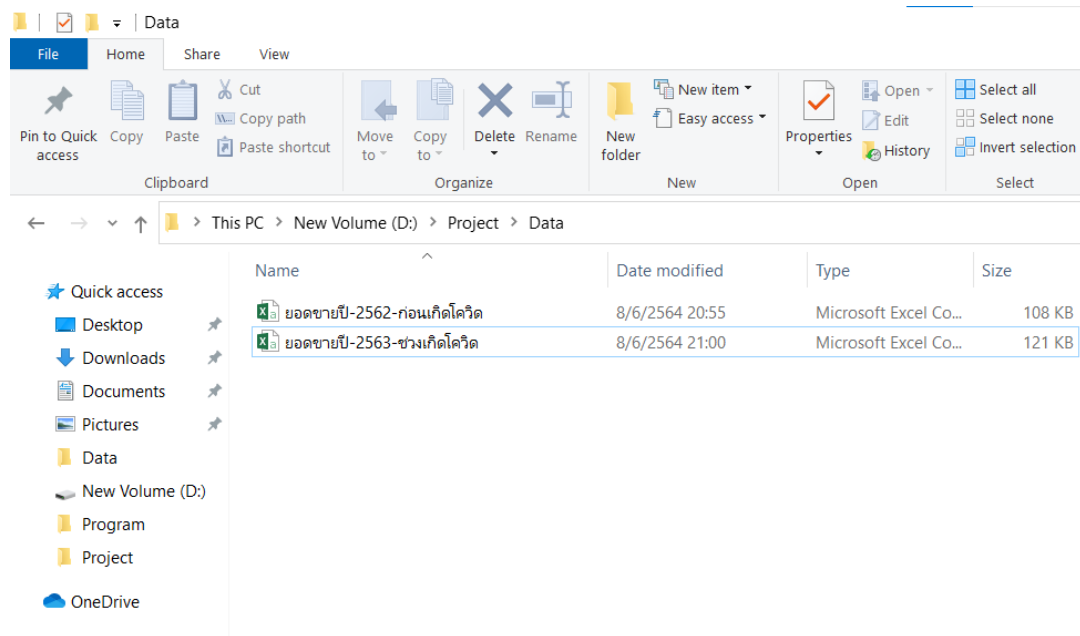 Data
File Home Share View
Pin to Quick access Copy Paste Cut Copy path Paste shortcut
Clipboard
Move to Copy to Delete Rename
Organize
New folder New item Easy access
New
Properties Open Edit History
Open
Select all Select none Invert selection
Select
This PC > New Volume (D:) > Project > Data
Name Date modified Type Size
ยอดขายปี-2562-ก่อนเกิดโควิด 8/6/2564 20:55 Microsoft Excel Co... 108 KB
ยอดขายปี-2563-ช่วงเกิดโควิด 8/6/2564 21:00 Microsoft Excel Co... 121 KB
Quick access
Desktop
Downloads
Documents
Pictures
Data
New Volume (D:)
Program
Project
OneDrive